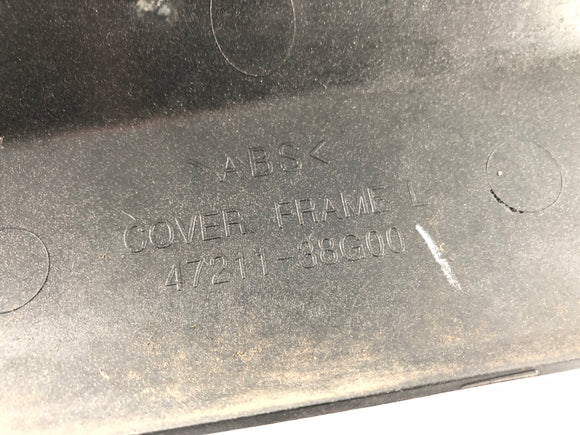 >ABS<
COVER, FRAME L
47211-38G00